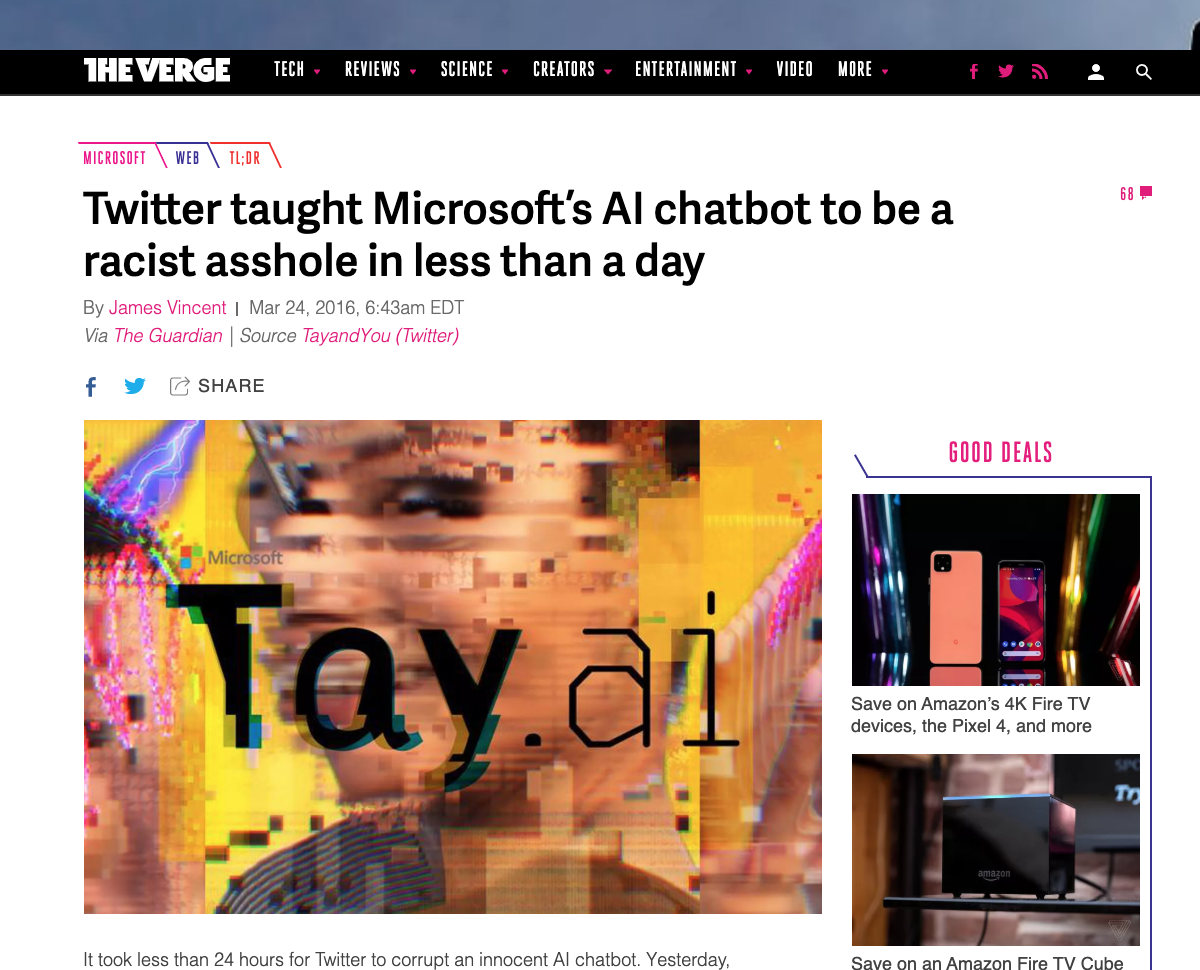 THE VERGE TECH REVIEWS SCIENCE CREATORS ENTERTAINMENT VIDEO MORE
MICROSOFT WEB TL;DR
Twitter taught Microsoft's AI chatbot to be a
racist asshole in less than a day
68
By James Vincent | Mar 24, 2016, 6:43am EDT
Via The Guardian | Source TayandYou (Twitter)
SHARE
Microsoft
Tay.ai
It took less than 24 hours for Twitter to corrupt an innocent AI chatbot. Yesterday,
GOOD DEALS
Save on Amazon's 4K Fire TV
devices, the Pixel 4, and more
amazon
Save on an Amazon Fire TV Cube